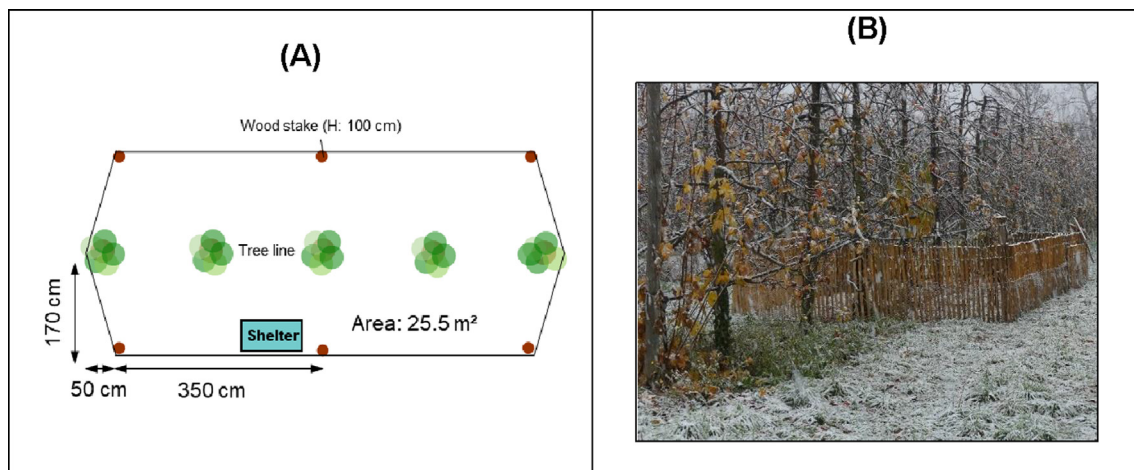 (A)
Wood stake (H: 100 cm)
Tree line
170 cm
Shelter
Area: 25.5 m²
50 cm
350 cm
(B)